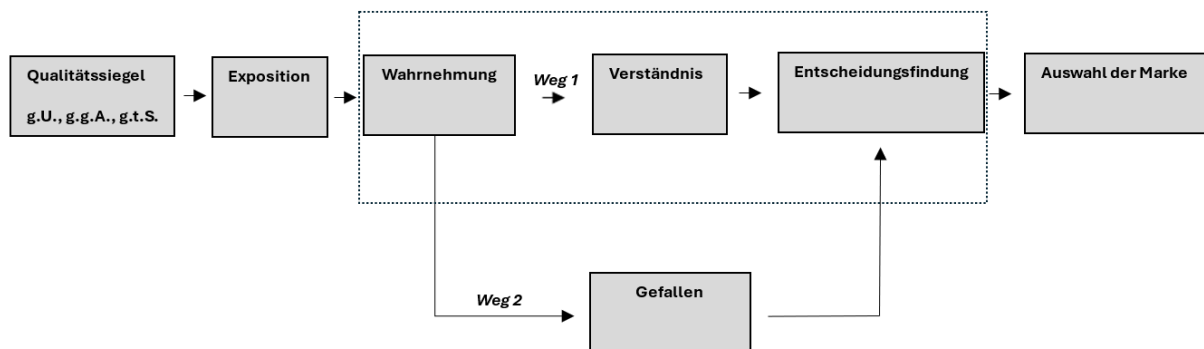 Qualitätssiegel
g.U., g.g.A., g.t.S.
Exposition
Wahrnehmung
Weg 1
Verständnis
Entscheidungsfindung
Auswahl der Marke
Weg 2
Gefallen